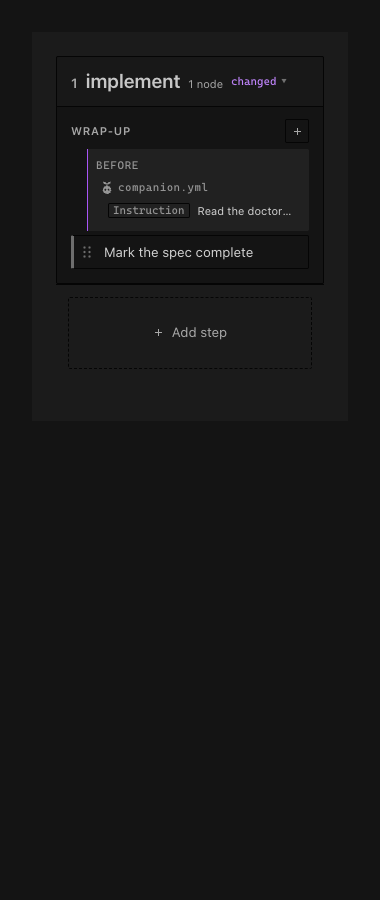 1 implement 1 node changed
WRAP-UP
+
BEFORE
companion.yml
Instruction Read the doctor...
Mark the spec complete
+ Add step